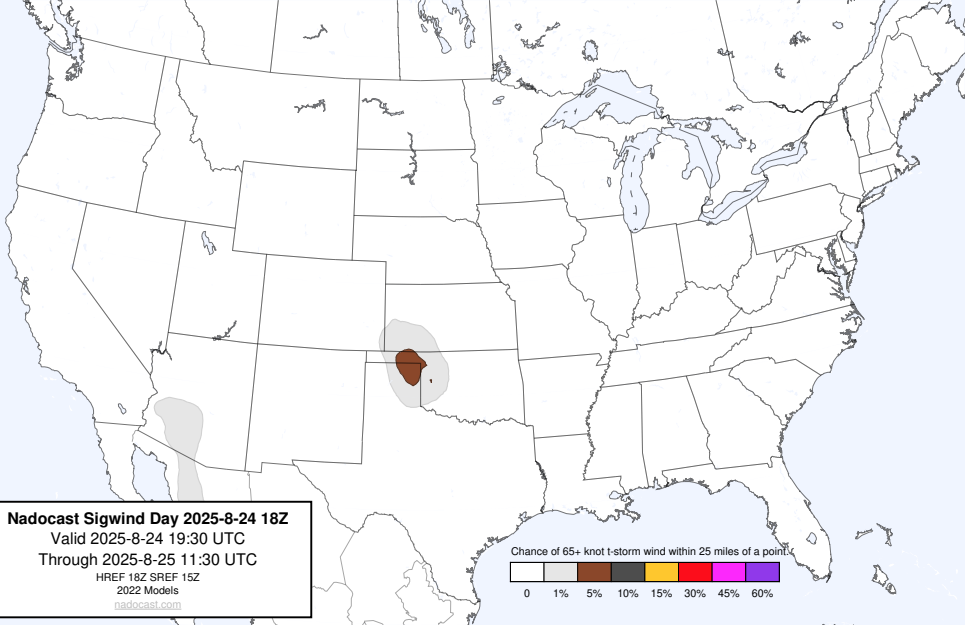 Nadocast Sigwind Day 2025-8-24 18Z
Valid 2025-8-24 19:30 UTC
Through 2025-8-25 11:30 UTC
HREF 18Z SREF 15Z
2022 Models
nadocast.com
Chance of 65+ knot t-storm wind within 25 miles of a point.
0 1% 5% 10% 15% 30% 45% 60%